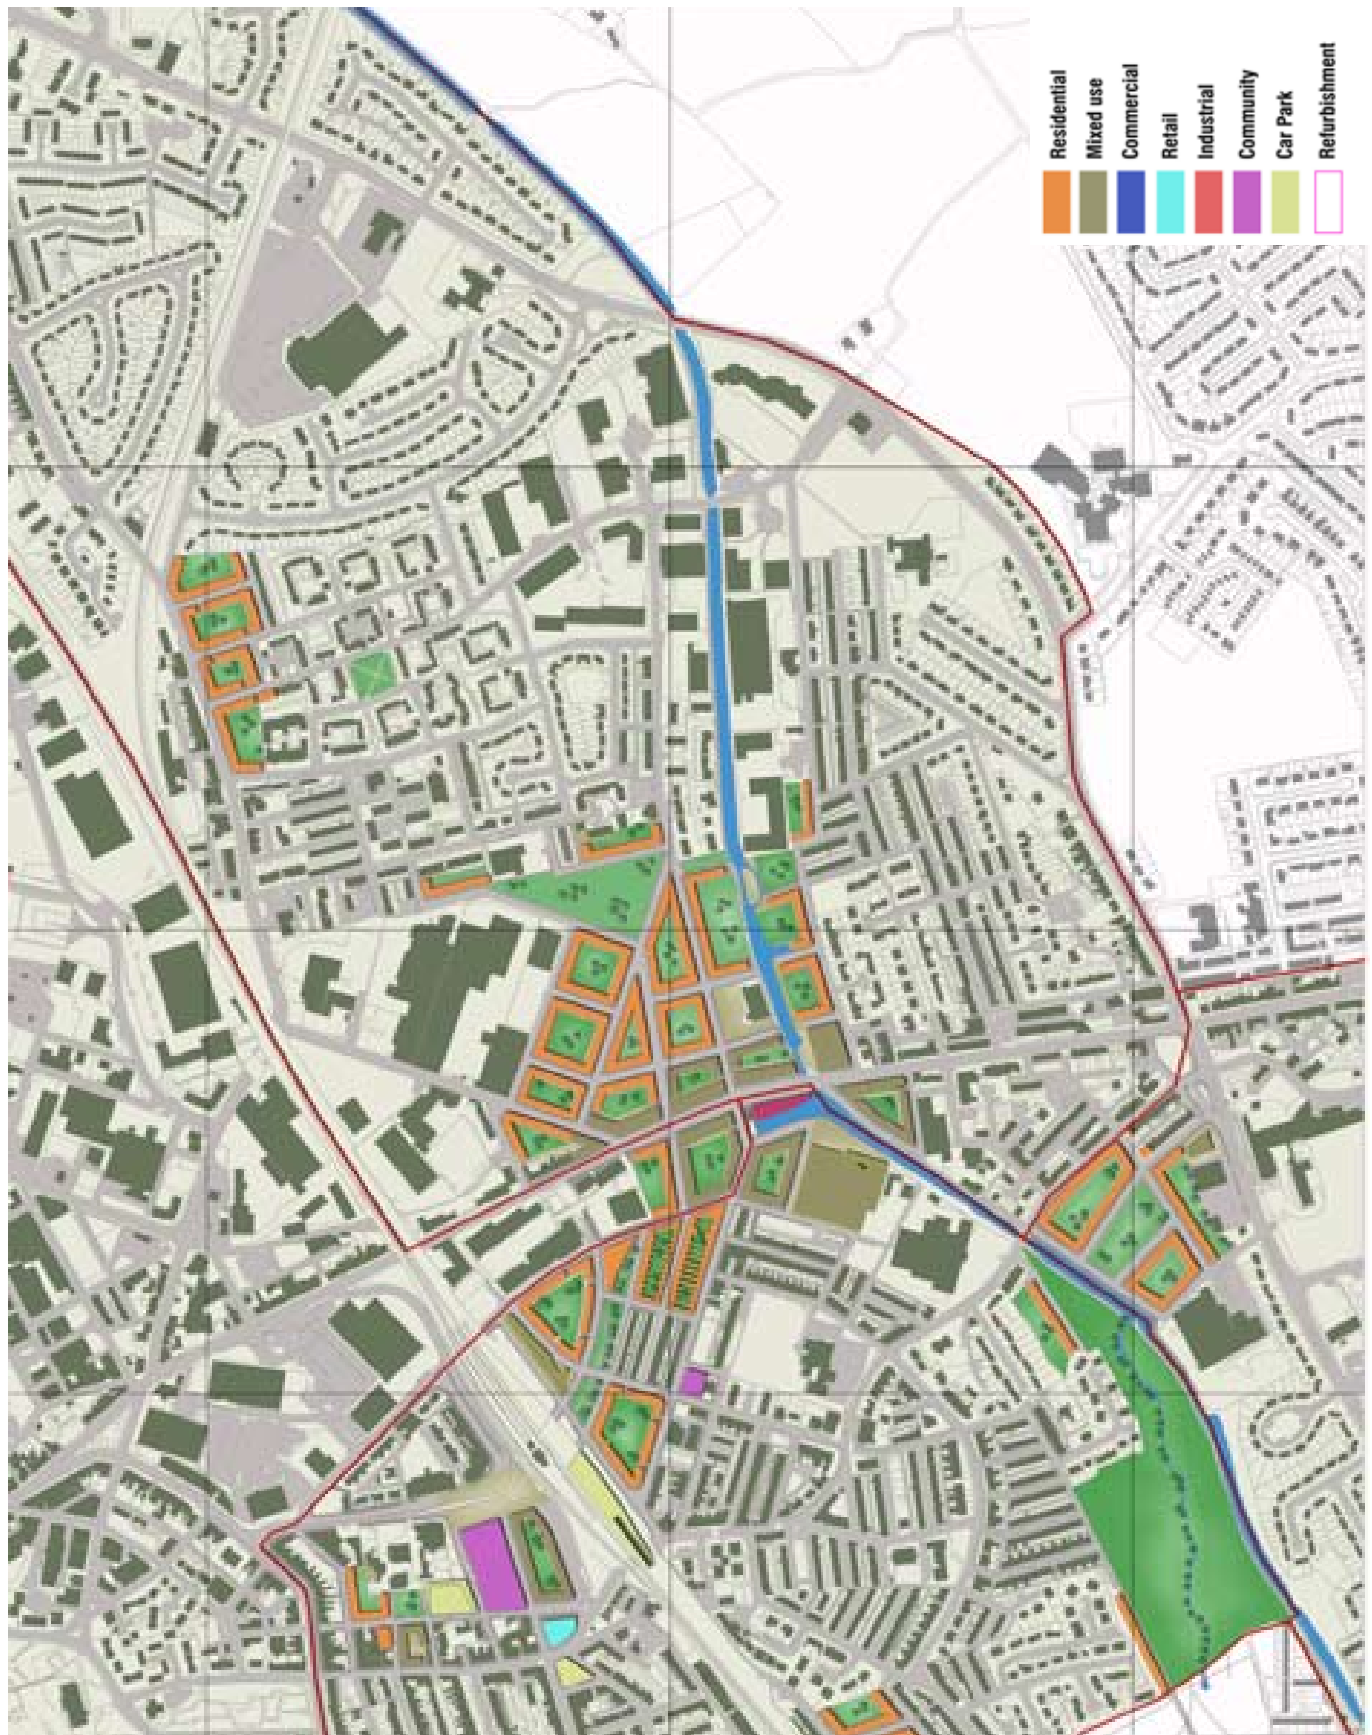 Residential
Mixed use
Commercial
Retail
Industrial
Community
Car Park
Refurbishment